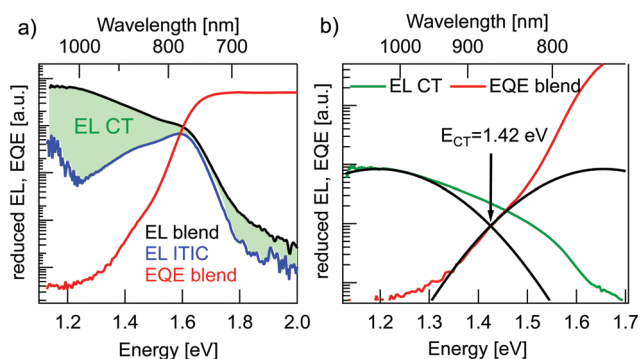 a)
Wavelength [nm]
1000
800
700
reduced EL, EQE [a.u.]
EL CT
EL blend
EL ITIC
EQE blend
1.2
1.4
1.6
1.8
2.0
Energy [eV]
b)
Wavelength [nm]
1000
900
800
reduced EL, EQE [a.u.]
EL CT
EQE blend
E_CT=1.42 eV
1.2
1.3
1.4
1.5
1.6
1.7
Energy [eV]